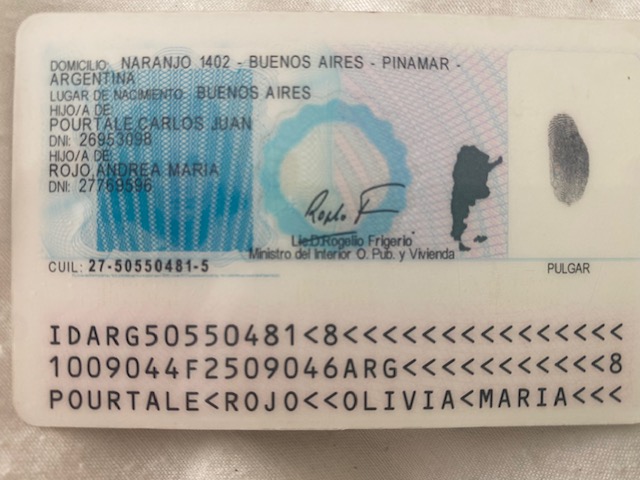 DOMICILIO: NARANJO 1402 - BUENOS AIRES - PINAMAR -
ARGENTINA
LUGAR DE NACIMIENTO: BUENOS AIRES
HIJO/A DE:
POURTALE,CARLOS JUAN
DNI: 26953098
HIJO/A DE:
ROJO,ANDREA MARIA
DNI: 27769596
Lic.D.Rogelio Frigerio
Ministro del Interior O. Pub. y Vivienda
CUIL: 27-50550481-5
PULGAR
IDARG50550481<8<<<<<<<<<<<<<<<
1009044F2509046ARG<<<<<<<<<<<8
POURTALE<ROJO<<OLIVIA<MARIA<<<